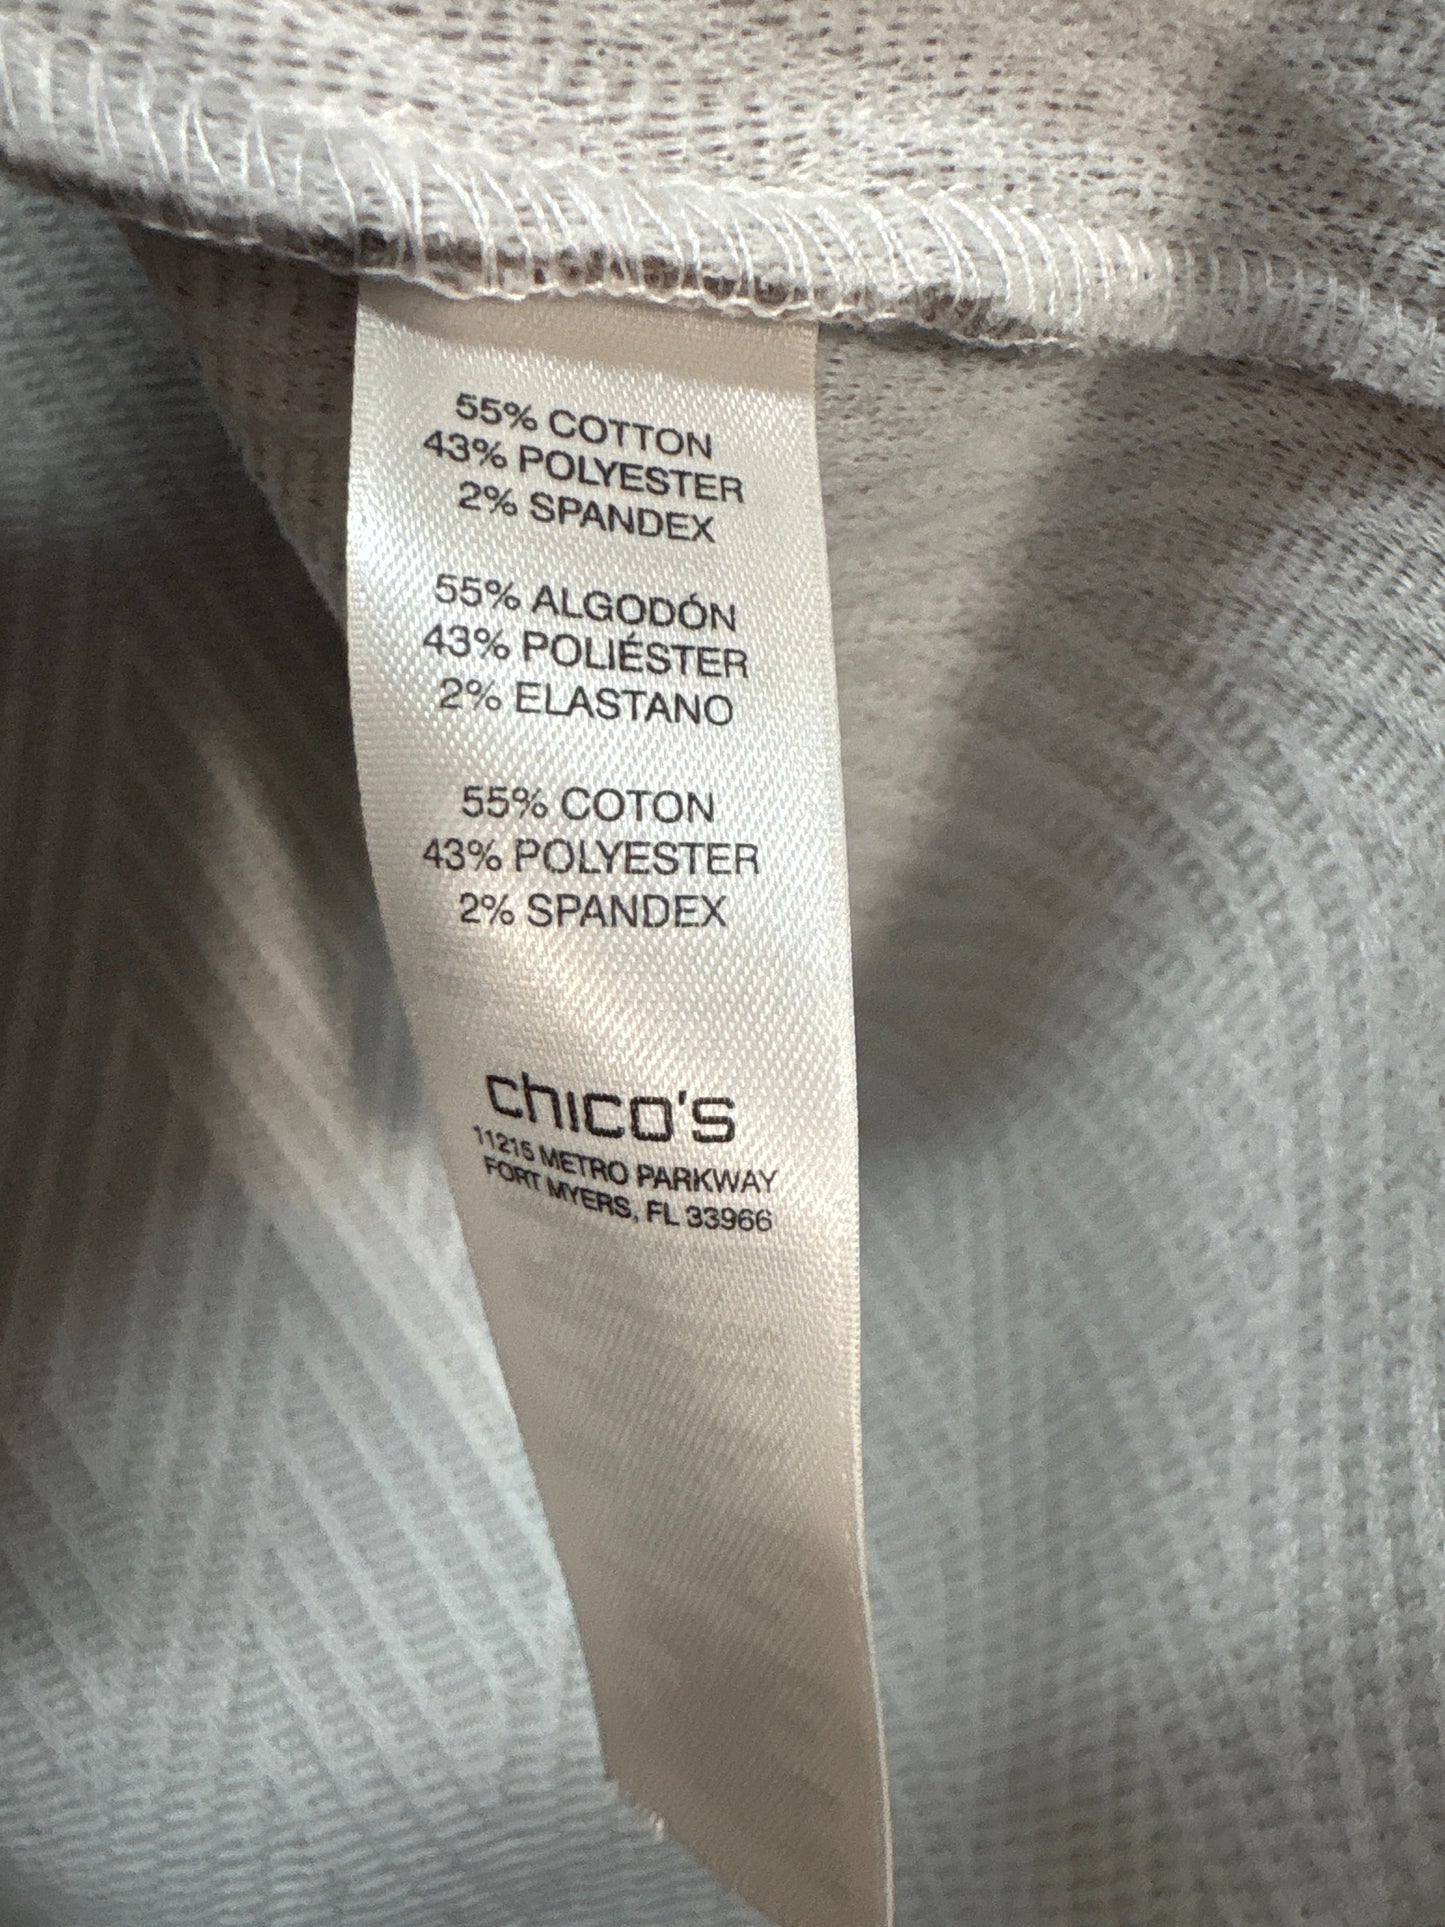 55% COTTON
43% POLYESTER
2% SPANDEX
55% ALGODÓN
43% POLIÉSTER
2% ELASTANO
55% COTON
43% POLYESTER
2% SPANDEX
chico's
11215 METRO PARKWAY
FORT MYERS, FL 33966